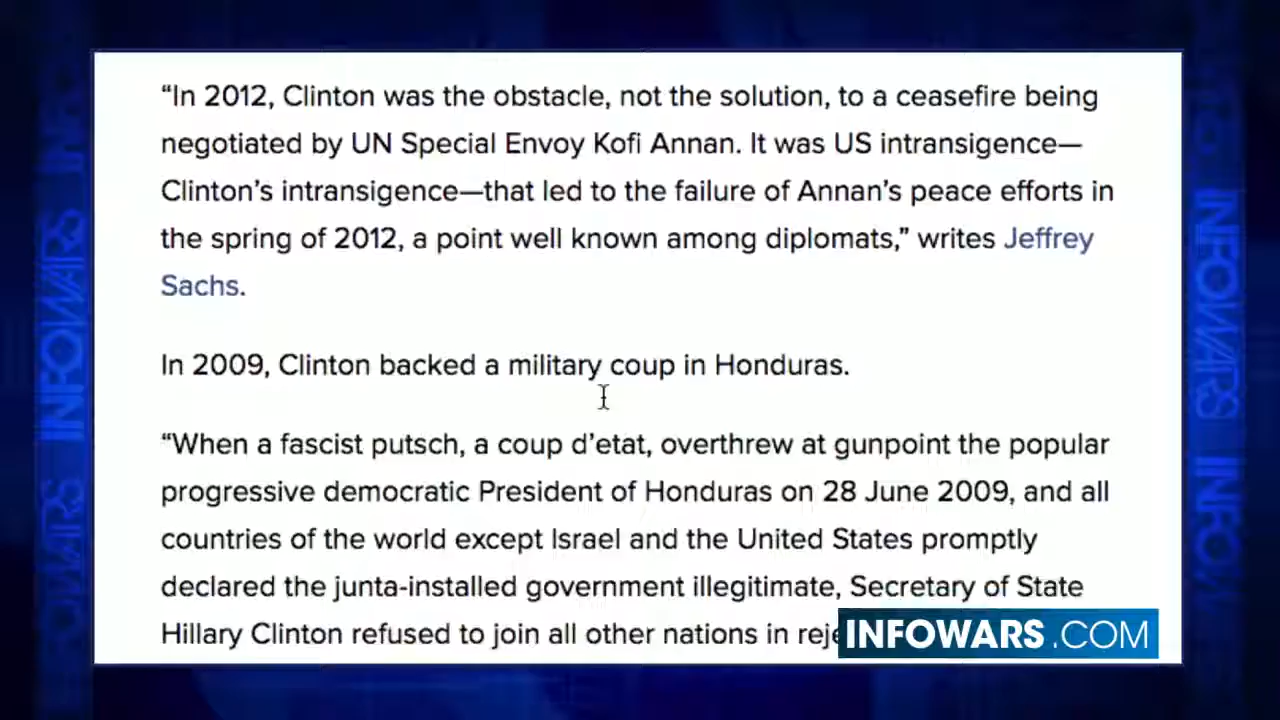 “In 2012, Clinton was the obstacle, not the solution, to a ceasefire being
negotiated by UN Special Envoy Kofi Annan. It was US intransigence—
Clinton’s intransigence—that led to the failure of Annan’s peace efforts in
the spring of 2012, a point well known among diplomats,” writes Jeffrey
Sachs.
In 2009, Clinton backed a military coup in Honduras.
“When a fascist putsch, a coup d’etat, overthrew at gunpoint the popular
progressive democratic President of Honduras on 28 June 2009, and all
countries of the world except Israel and the United States promptly
declared the junta-installed government illegitimate, Secretary of State
Hillary Clinton refused to join all other nations in reje
INFOWARS.COM
INFOWARS
INFOWARS